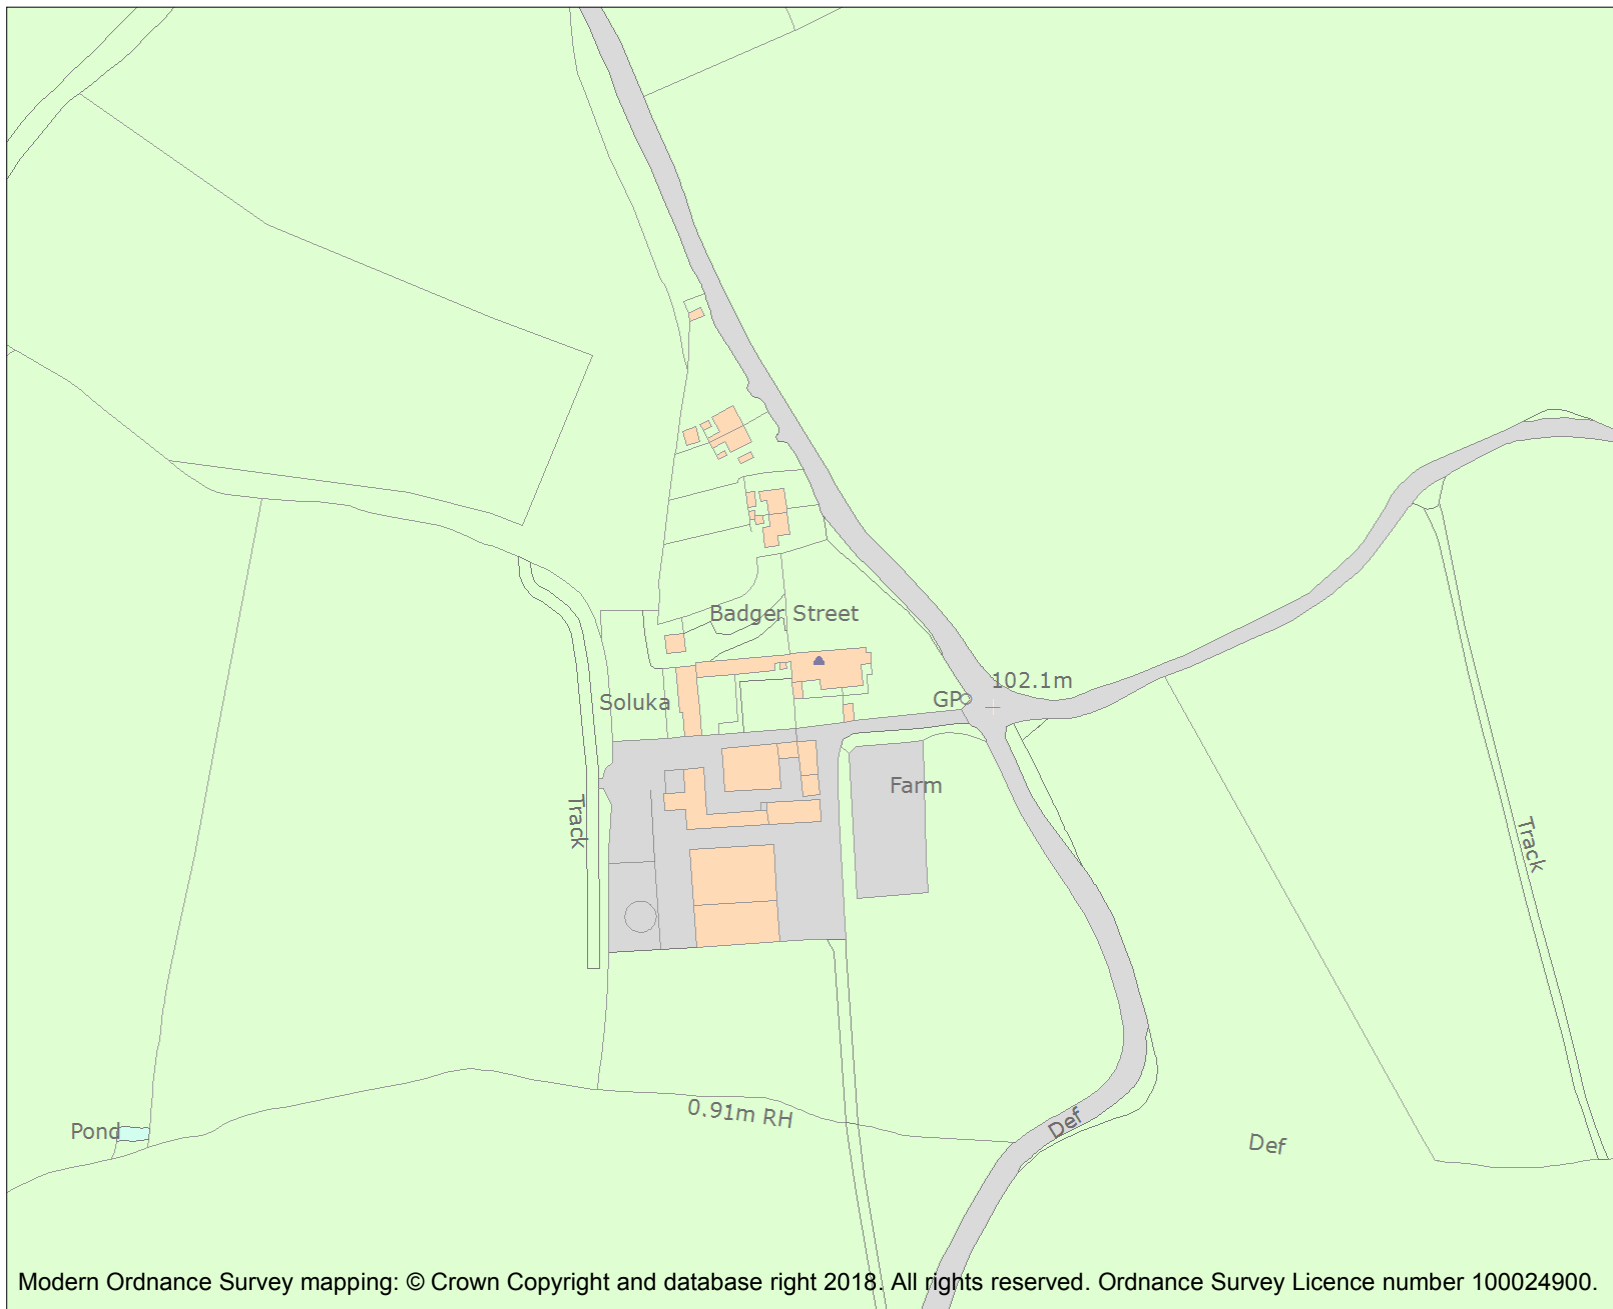 Badger Street
102.1m
GP
Soluka
Farm
Track
Track
0.91m RH
Def
Pond
Def
Modern Ordnance Survey mapping: © Crown Copyright and database right 2018. All rights reserved. Ordnance Survey Licence number 100024900.